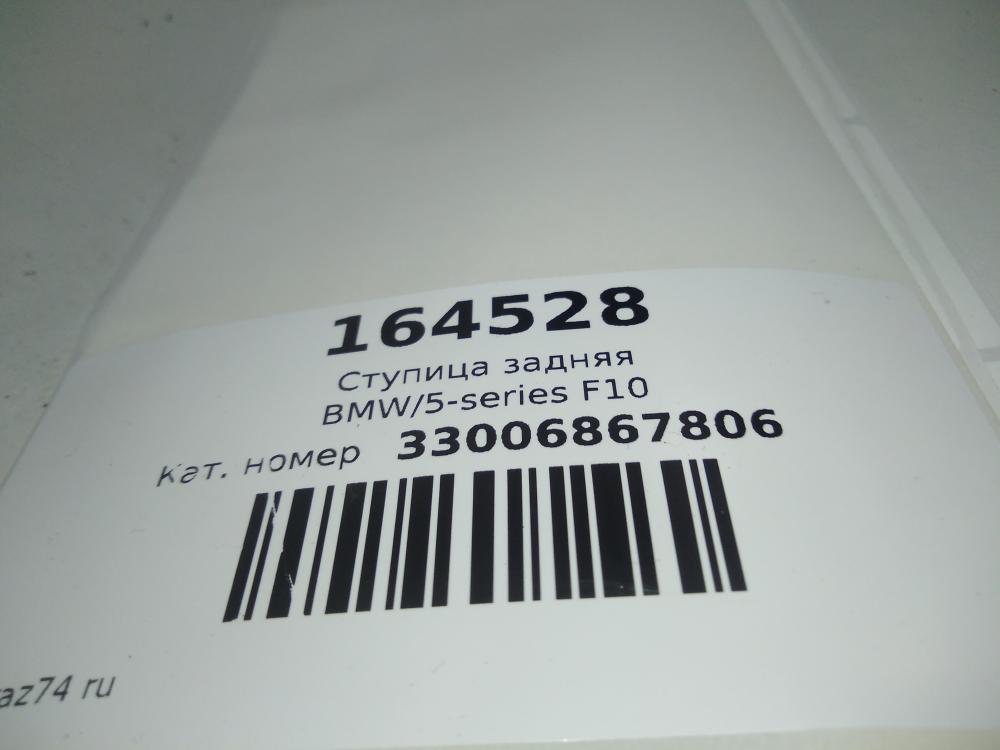 164528
Ступица задняя
BMW/5-series F10
Кат. номер 33006867806
az74 ru